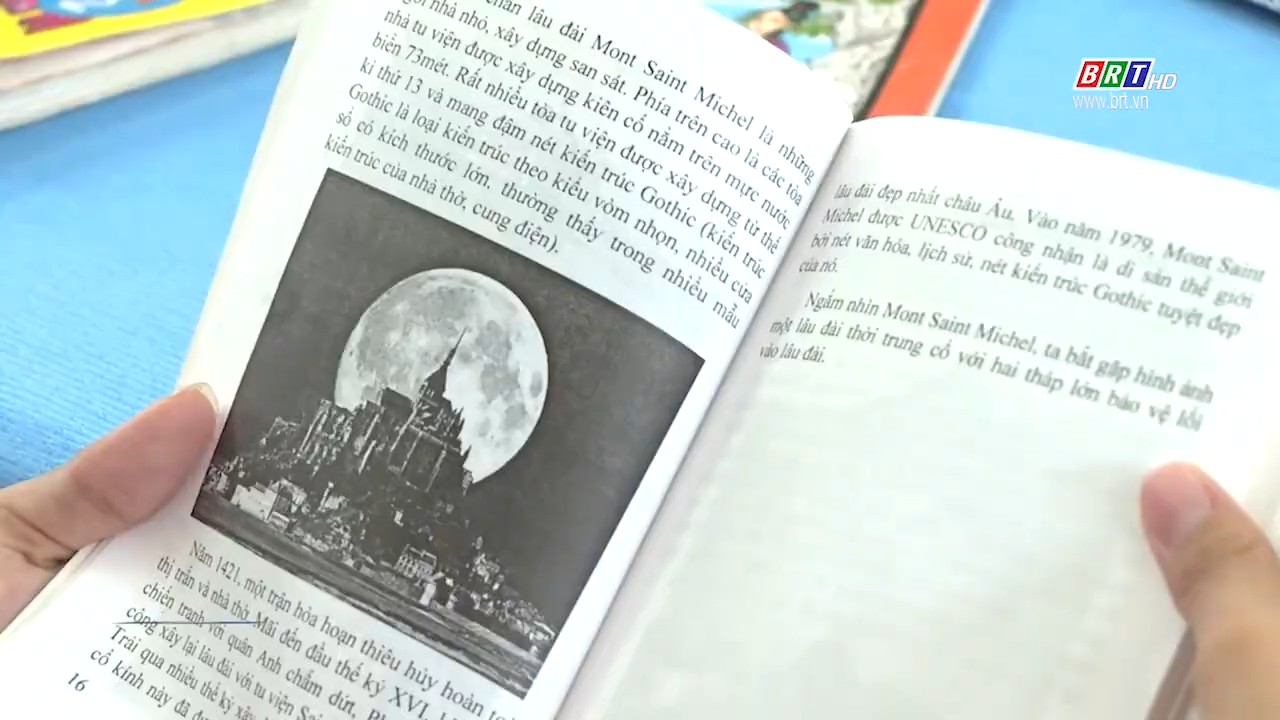 chân lâu đài Mont Saint Michel là những
ngôi nhà nhỏ, xây dựng san sát. Phía trên cao là các tòa
nhà tu viện được xây dựng kiên cố nằm trên mực nước
biển 73mét. Rất nhiều tòa tu viện được xây dựng từ thế
kỉ thứ 13 và mang đậm nét kiến trúc Gothic (kiến trúc
Gothic là loại kiến trúc theo kiểu vòm nhọn, nhiều cửa
sổ có kích thước lớn, thường thấy trong nhiều mẫu
kiến trúc của nhà thờ, cung điện).
Năm 1421, một trận hỏa hoạn thiêu hủy hoàn
thị trấn và nhà thờ. Mãi đến đầu thế kỷ XVI,
chiến tranh với quân Anh chấm dứt,
công xây lại lâu đài với tu viện
Trải qua nhiều thế kỷ
cổ kính này đã
16
lâu đài đẹp nhất châu Âu. Vào năm 1979, Mont Saint
Michel được UNESCO công nhận là di sản thế giới
bởi nét văn hóa, lịch sử, nét kiến trúc Gothic tuyệt đẹp
của nó.
Ngắm nhìn Mont Saint Michel, ta bắt gặp hình ảnh
một lâu đài thời trung cổ với hai tháp lớn bảo vệ lối
vào lâu đài.
BRT HD
www.brt.vn